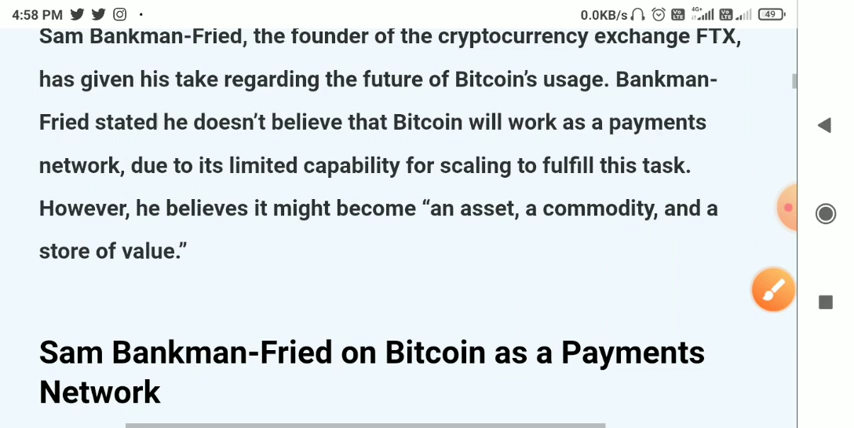 4:58 PM 0.0KB/s 4G+ 49
Sam Bankman-Fried, the founder of the cryptocurrency exchange FTX,
has given his take regarding the future of Bitcoin’s usage. Bankman-
Fried stated he doesn’t believe that Bitcoin will work as a payments
network, due to its limited capability for scaling to fulfill this task.
However, he believes it might become “an asset, a commodity, and a
store of value.”
Sam Bankman-Fried on Bitcoin as a Payments
Network